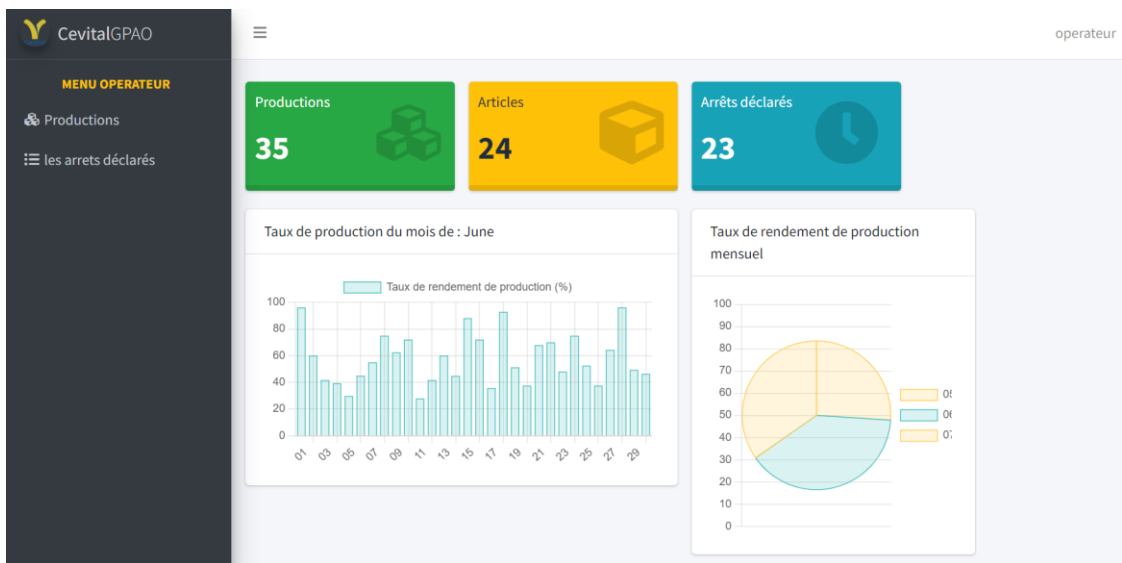 CevitalGPAO
operateur
MENU OPERATEUR
Productions
les arrets déclarés
Productions
35
Articles
24
Arrêts déclarés
23
Taux de production du mois de : June
Taux de rendement de production (%)
100
80
60
40
20
0
01 03 05 07 09 11 13 15 17 19 21 23 25 27 29
Taux de rendement de production
mensuel
100
90
80
70
60
50
40
30
20
10
0
05
06
07